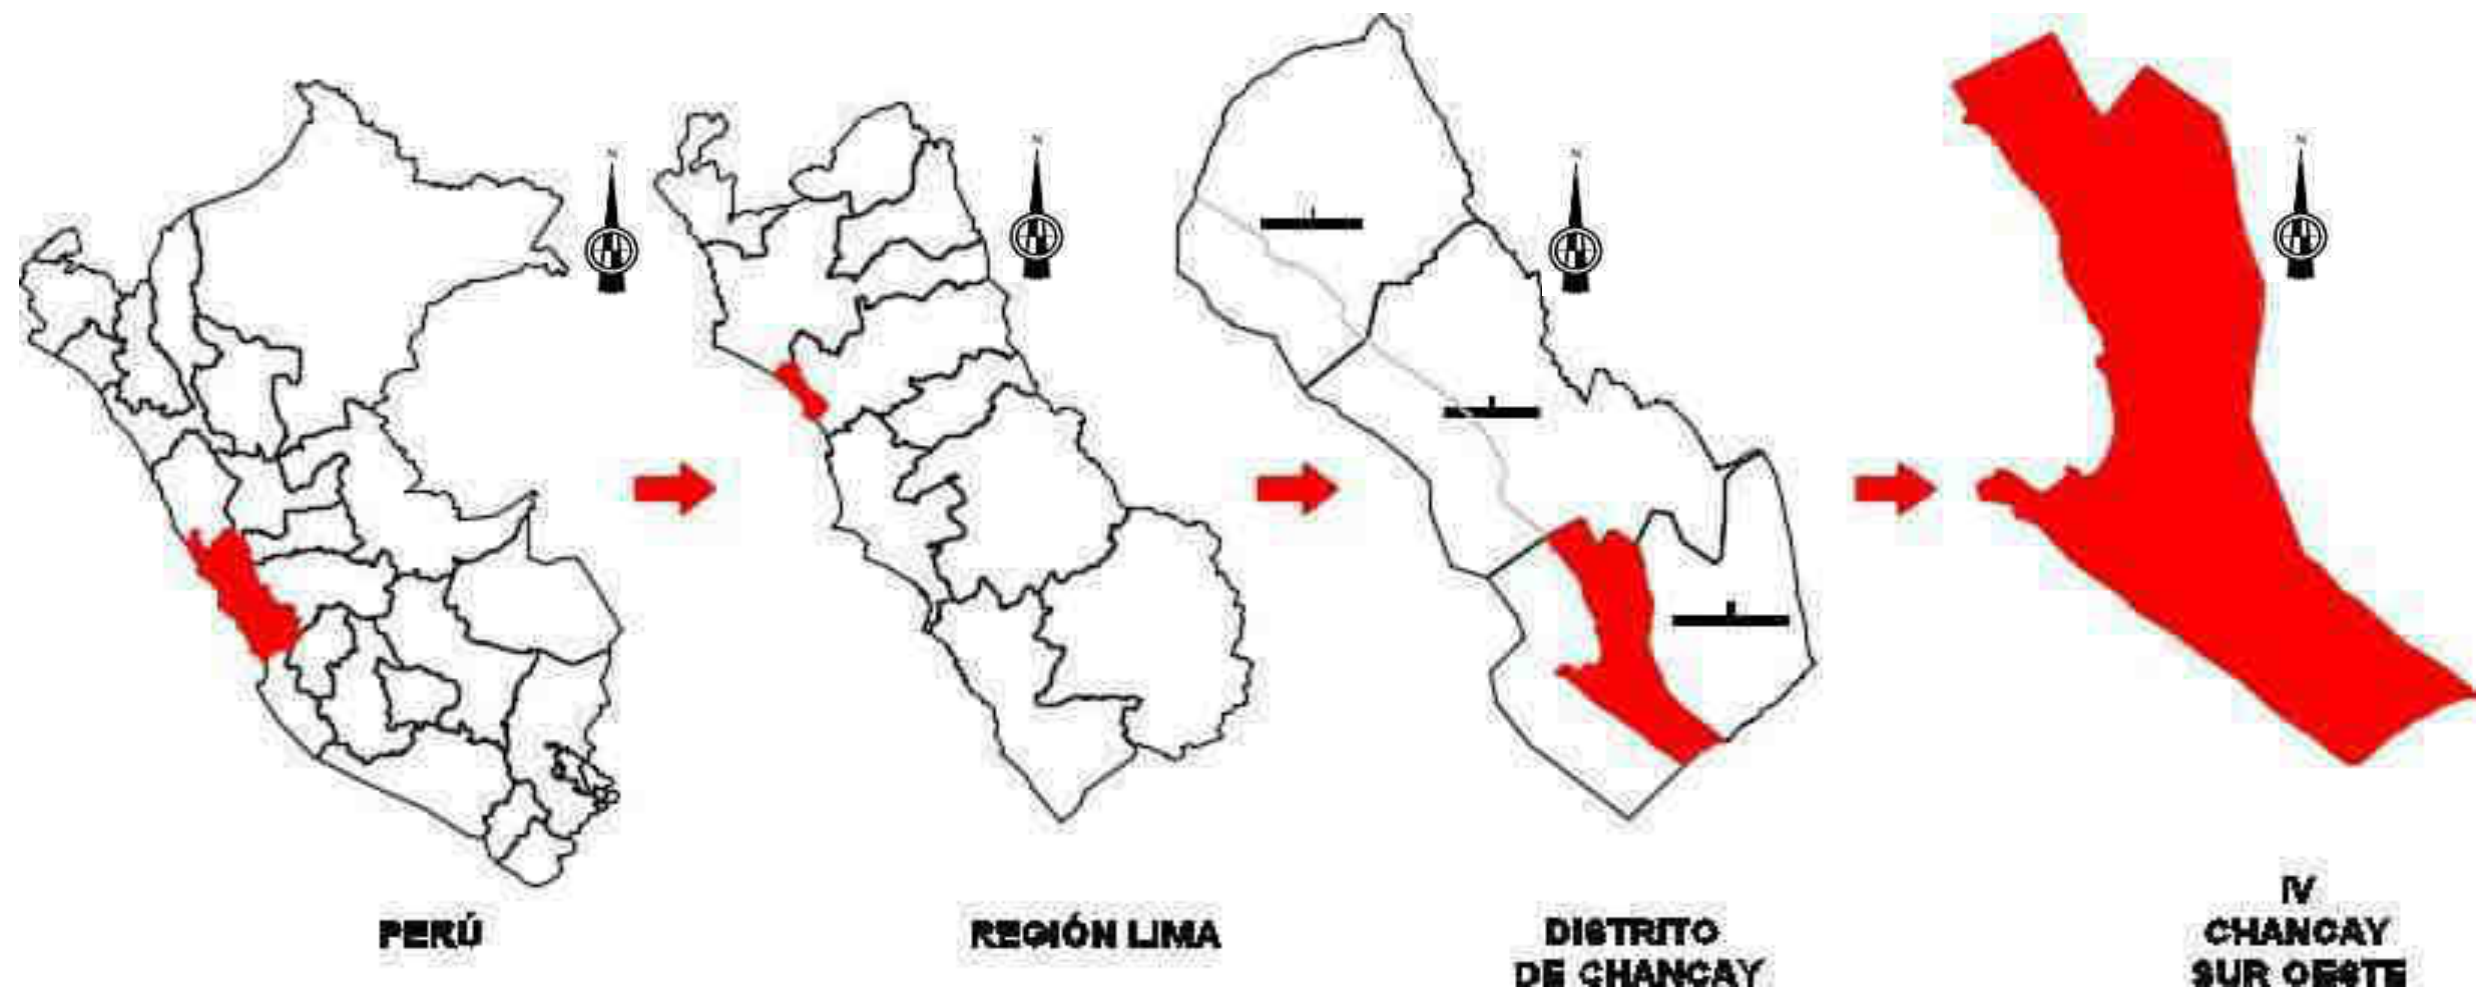 N
N
N
N
PERÚ
REGIÓN LIMA
DISTRITO
DE CHANCAY
IV
CHANCAY
SUR OESTE